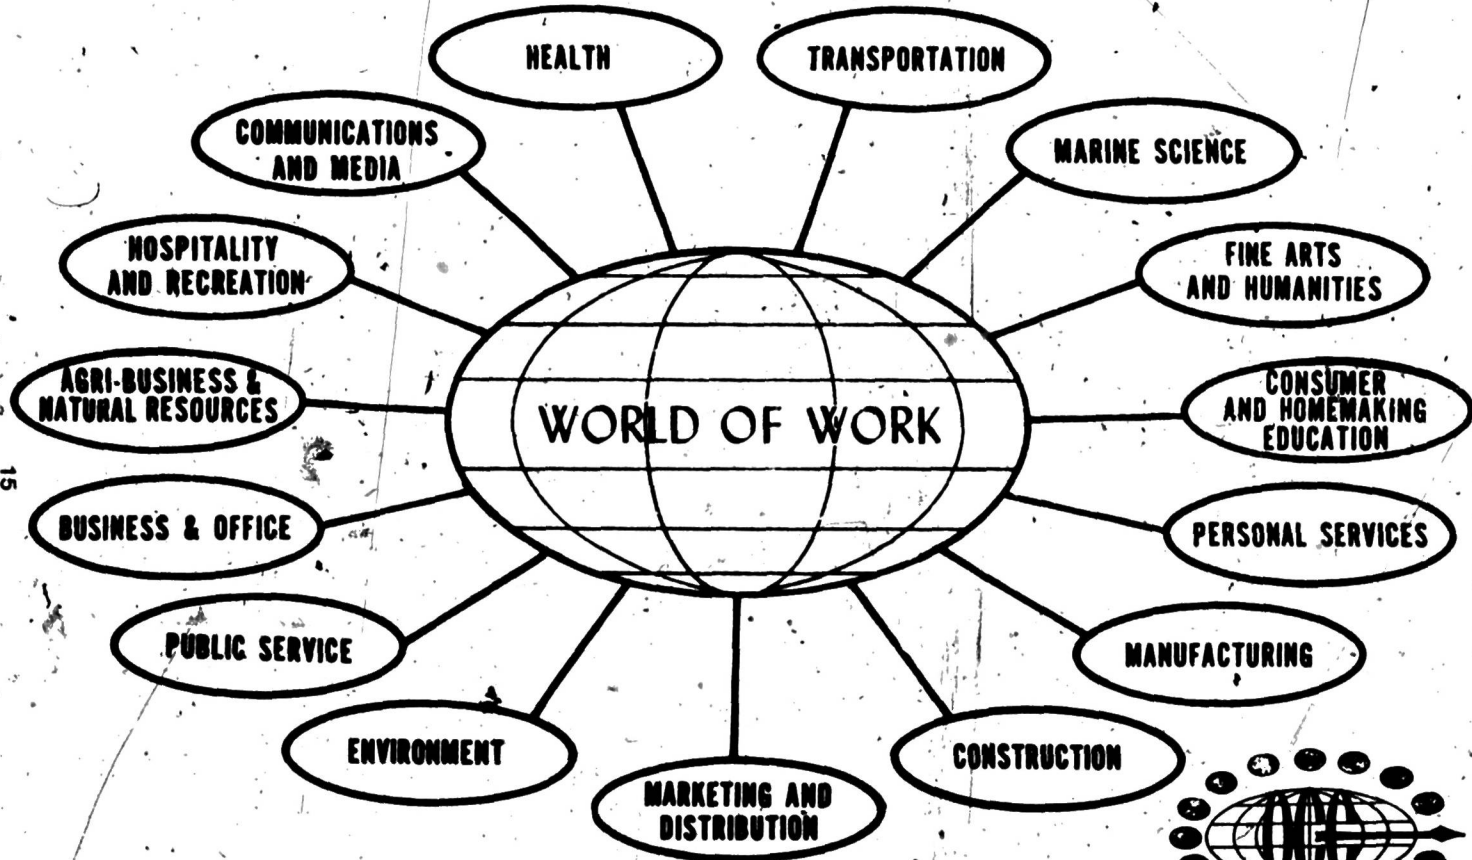 HEALTH
TRANSPORTATION
COMMUNICATIONS
AND MEDIA
MARINE SCIENCE
HOSPITALITY
AND RECREATION
FINE ARTS
AND HUMANITIES
AGRI-BUSINESS &
NATURAL RESOURCES
CONSUMER
AND HOMEMAKING
EDUCATION
WORLD OF WORK
15
BUSINESS & OFFICE
PERSONAL SERVICES
PUBLIC SERVICE
MANUFACTURING
ENVIRONMENT
CONSTRUCTION
MARKETING AND
DISTRIBUTION